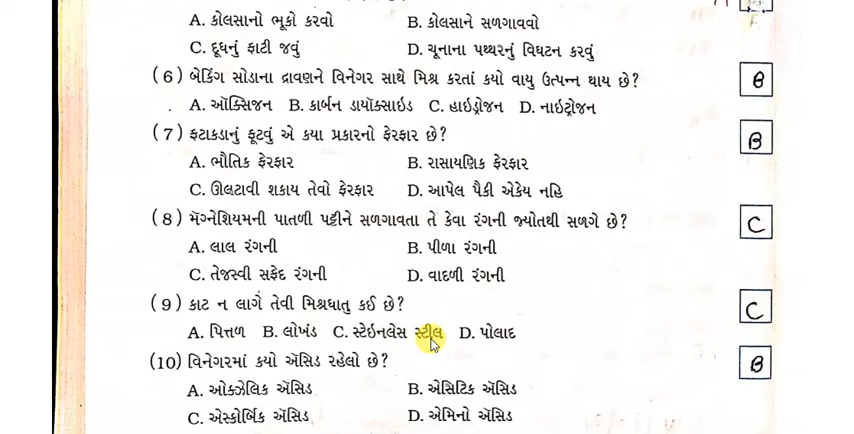 A. કોલસાનો ભૂકો કરવો B. કોલસાને સળગાવવો
C. દૂધનું ફાટી જવું D. ચૂનાના પથ્થરનું વિઘટન કરવું
(6) બેકિંગ સોડાના દ્રાવણને વિનેગર સાથે મિશ્ર કરતાં કયો વાયુ ઉત્પન્ન થાય છે? B
A. ઑક્સિજન B. કાર્બન ડાયૉક્સાઇડ C. હાઇડ્રોજન D. નાઇટ્રોજન
(7) ફટાકડાનું ફૂટવું એ કયા પ્રકારનો ફેરફાર છે? B
A. ભૌતિક ફેરફાર B. રાસાયણિક ફેરફાર
C. ઊલટાવી શકાય તેવો ફેરફાર D. આપેલ પૈકી એકેય નહિ
(8) મૅગ્નેશિયમની પાતળી પટ્ટીને સળગાવતા તે કેવા રંગની જ્યોતથી સળગે છે? C
A. લાલ રંગની B. પીળા રંગની
C. તેજસ્વી સફેદ રંગની D. વાદળી રંગની
(9) કાટ ન લાગે તેવી મિશ્રધાતુ કઈ છે? C
A. પિત્તળ B. લોખંડ C. સ્ટેઇનલેસ સ્ટીલ D. પોલાદ
(10) વિનેગરમાં કયો ઍસિડ રહેલો છે? B
A. ઓક્ઝેલિક ઍસિડ B. એસિટિક ઍસિડ
C. એસ્કોર્બિક ઍસિડ D. એમિનો ઍસિડ